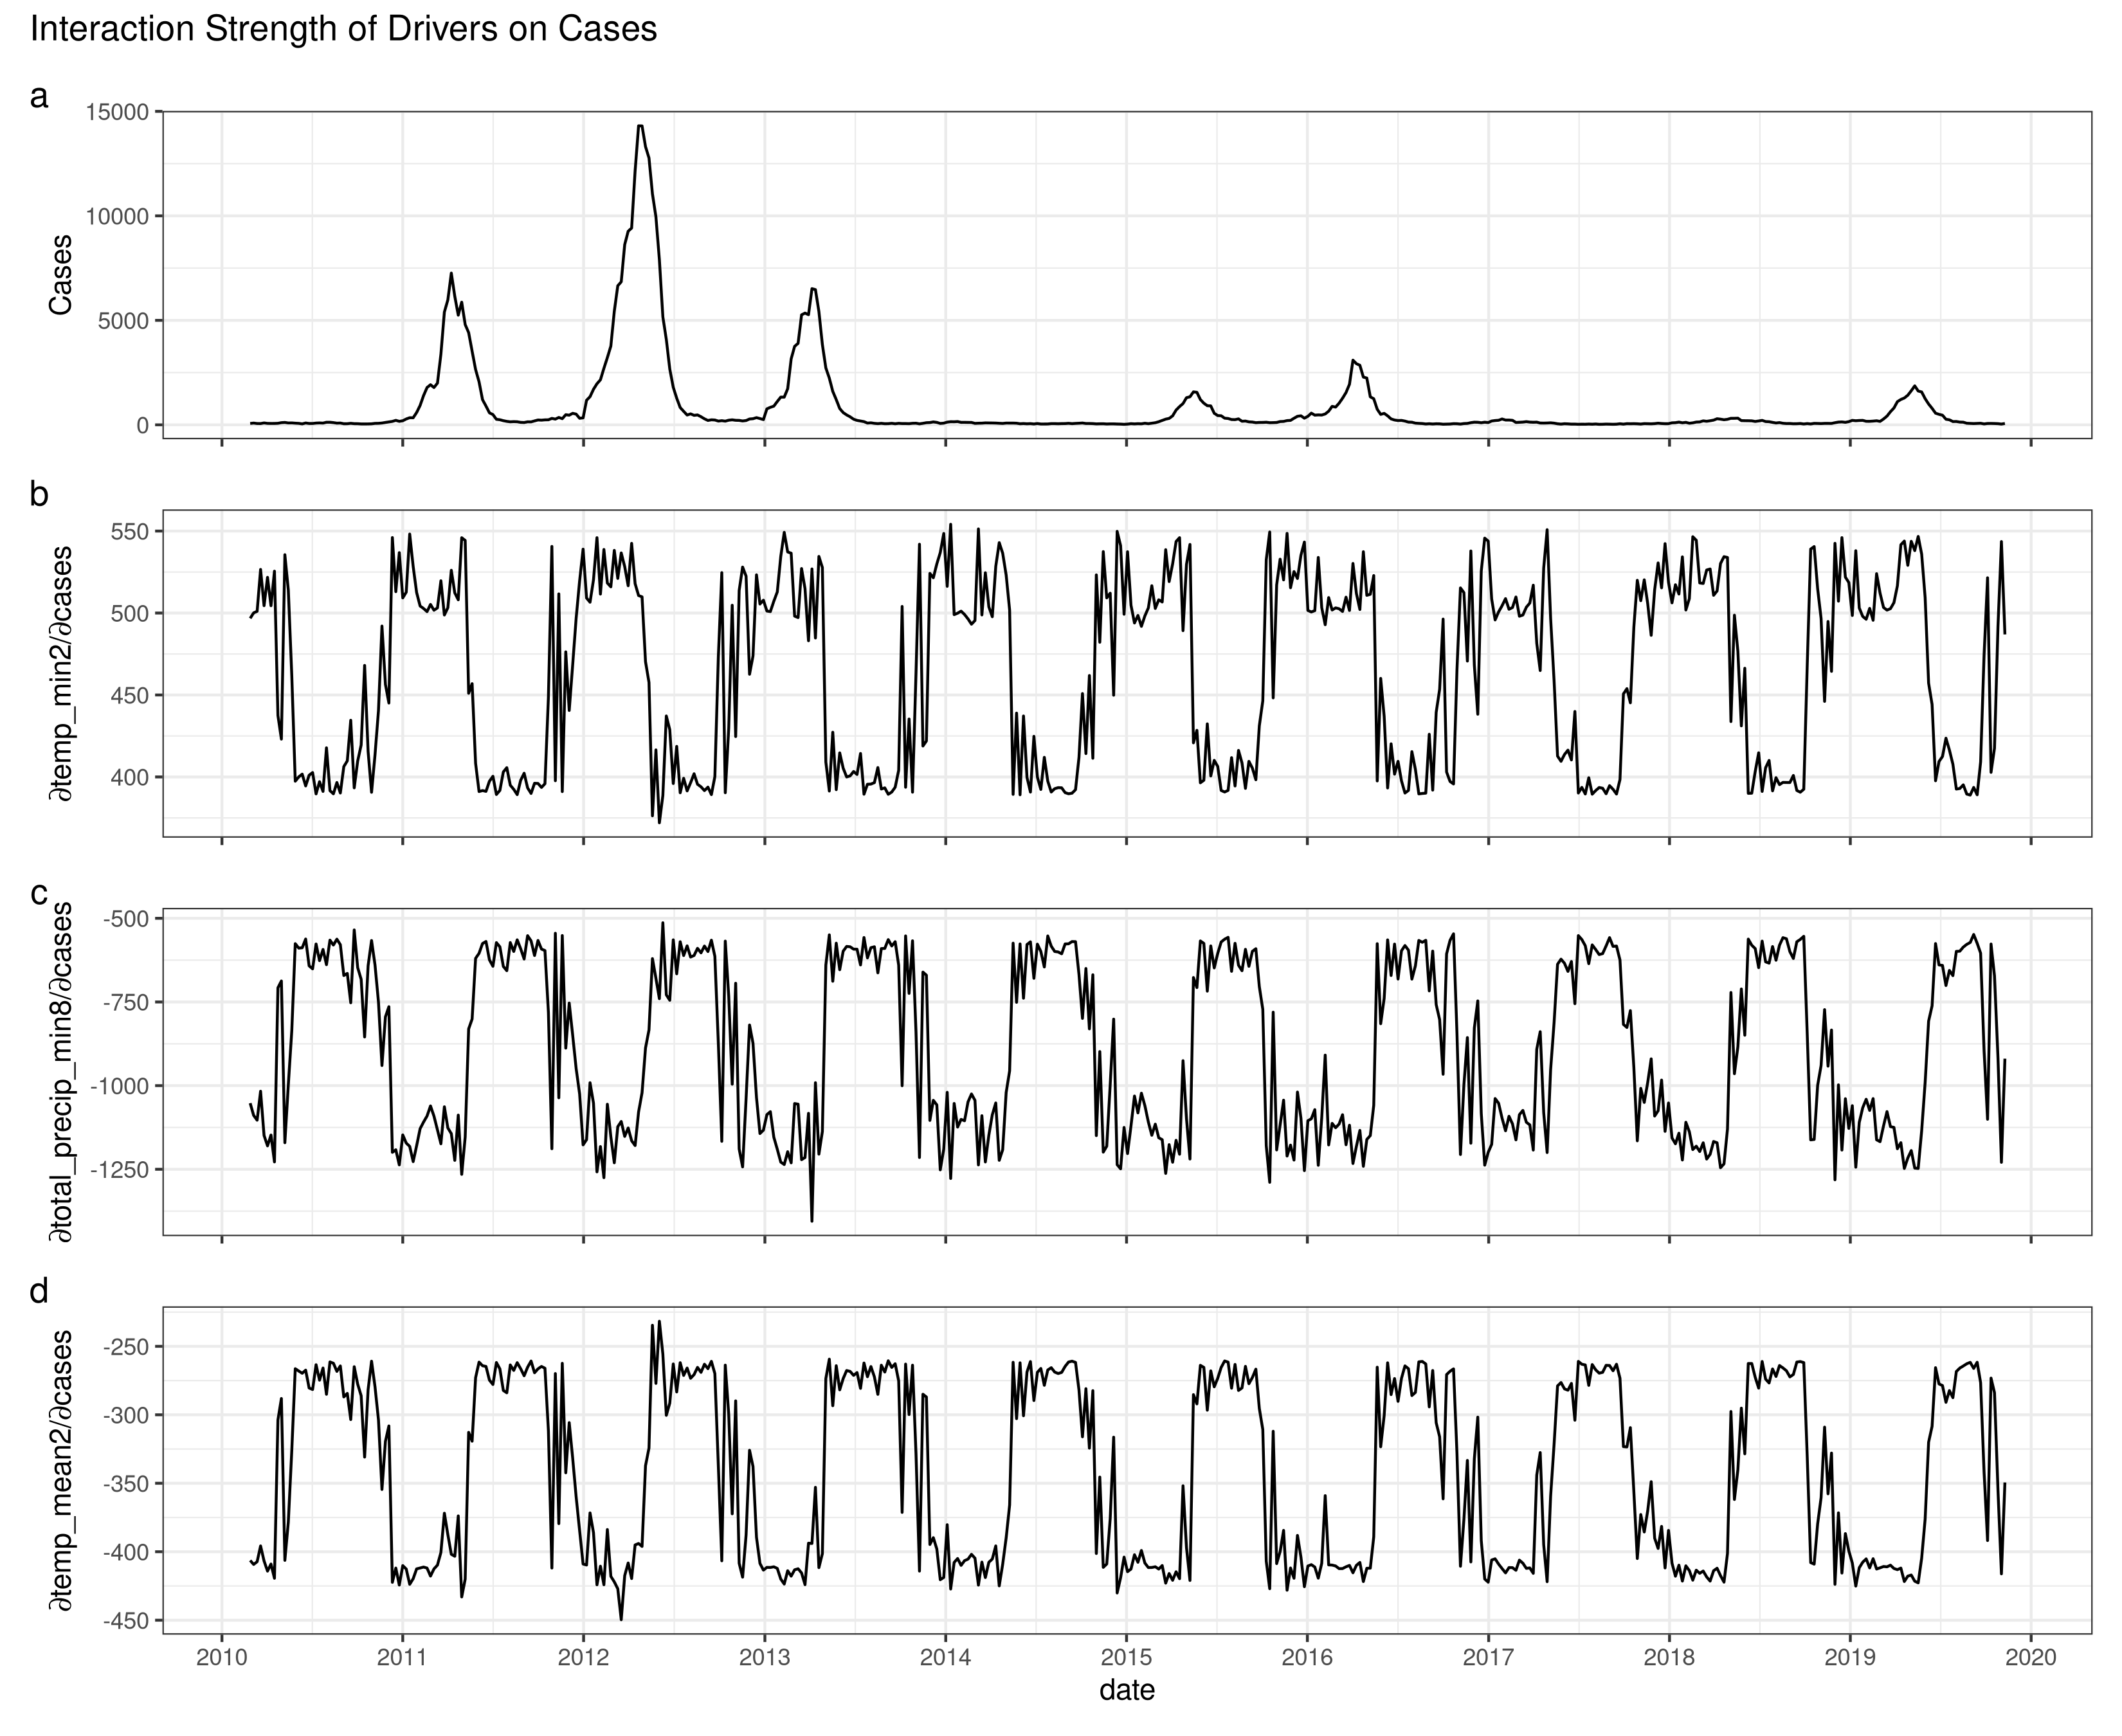 Interaction Strength of Drivers on Cases
a
15000
10000
5000
0
Cases
b
550
500
450
400
∂temp_min2/∂cases
c
-500
-750
-1000
-1250
∂total_precip_min8/∂cases
d
-250
-300
-350
-400
-450
∂temp_mean2/∂cases
2010 2011 2012 2013 2014 2015 2016 2017 2018 2019 2020
date